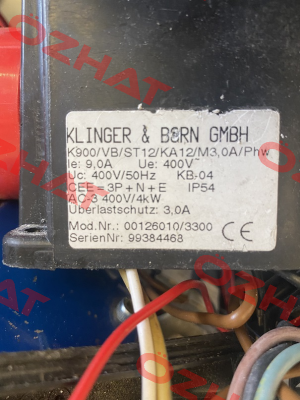 OZHAT
KLINGER & BORN GMBH
K900/VB/ST12/KA12/M3,0A/Phw
Ie: 9,0A Ue: 400V~
Uc: 400V/50Hz KB-04
CEE = 3P + N + E IP54
AC-3 400V/4kW
Überlastschutz: 3,0A
Mod.Nr.: 00126010/3300
SerienNr: 99384468
CE